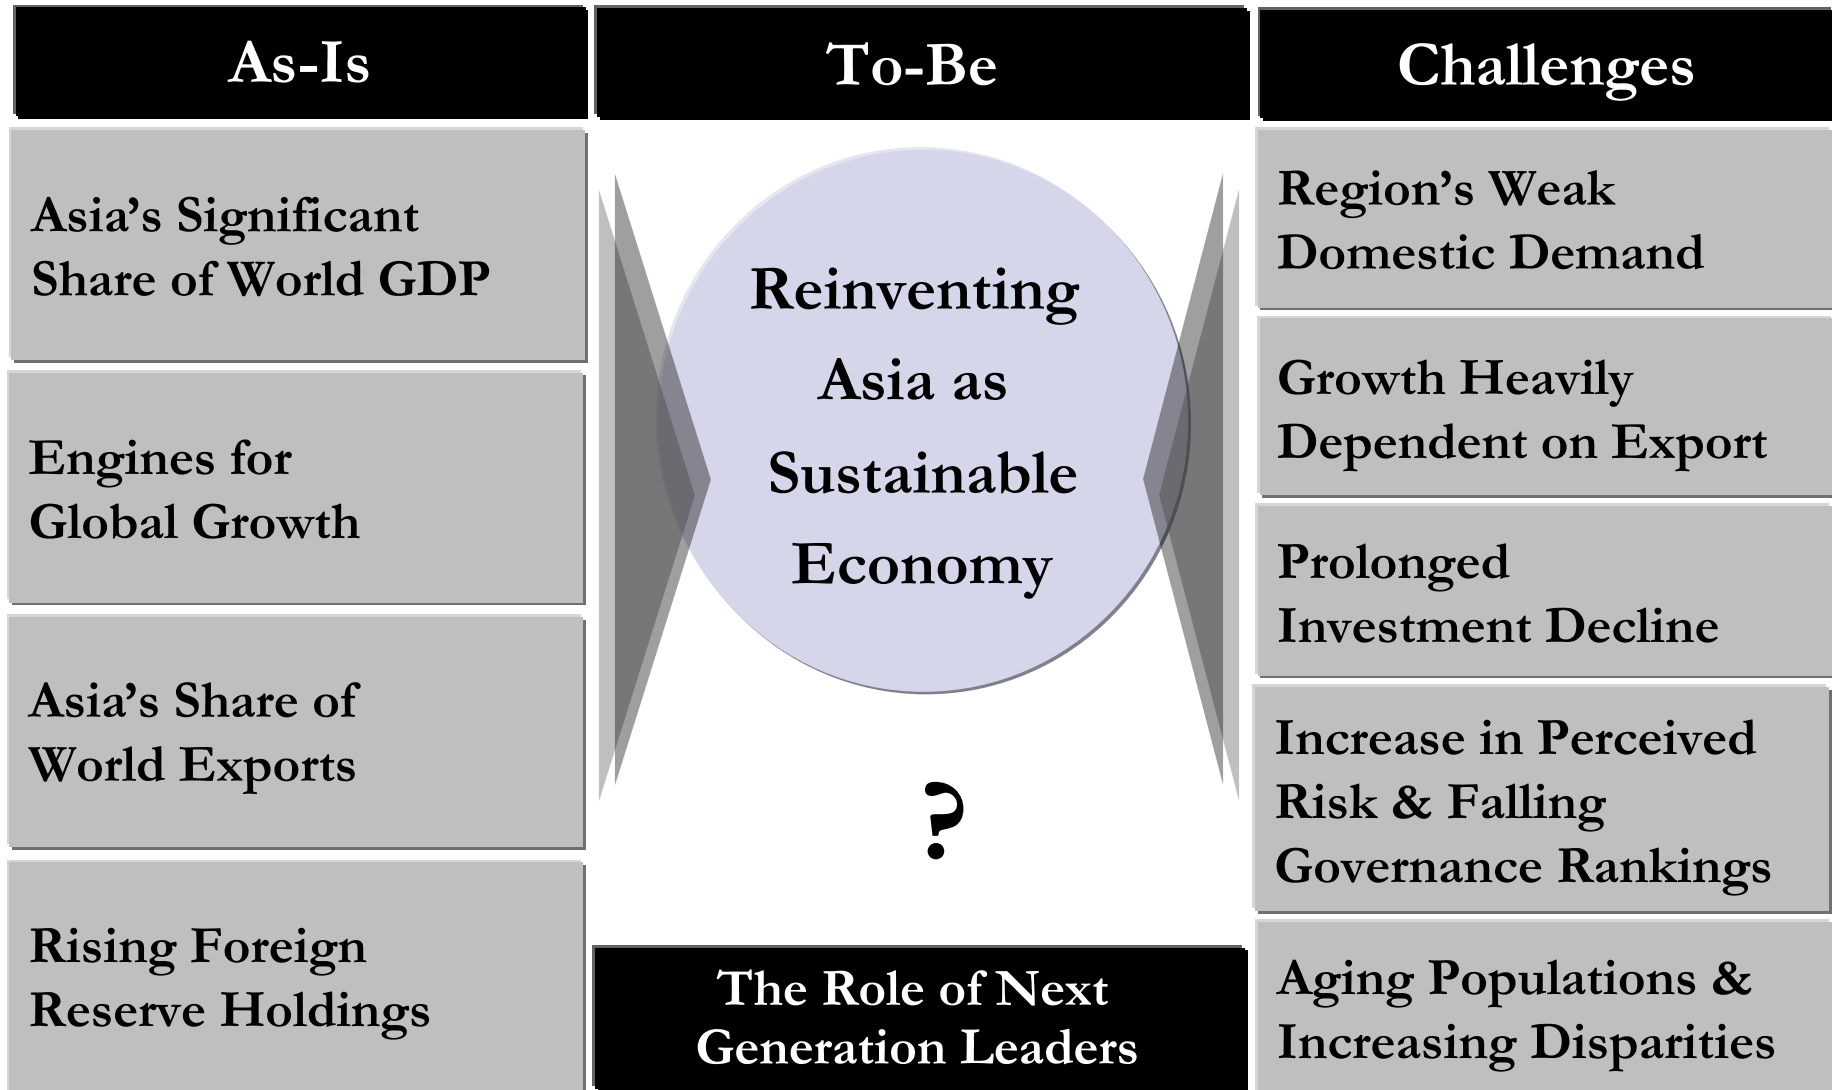 As-Is
Asia’s Significant
Share of World GDP
Engines for
Global Growth
Asia’s Share of
World Exports
Rising Foreign
Reserve Holdings
To-Be
Reinventing
Asia as
Sustainable
Economy
?
The Role of Next
Generation Leaders
Challenges
Region’s Weak
Domestic Demand
Growth Heavily
Dependent on Export
Prolonged
Investment Decline
Increase in Perceived
Risk & Falling
Governance Rankings
Aging Populations &
Increasing Disparities